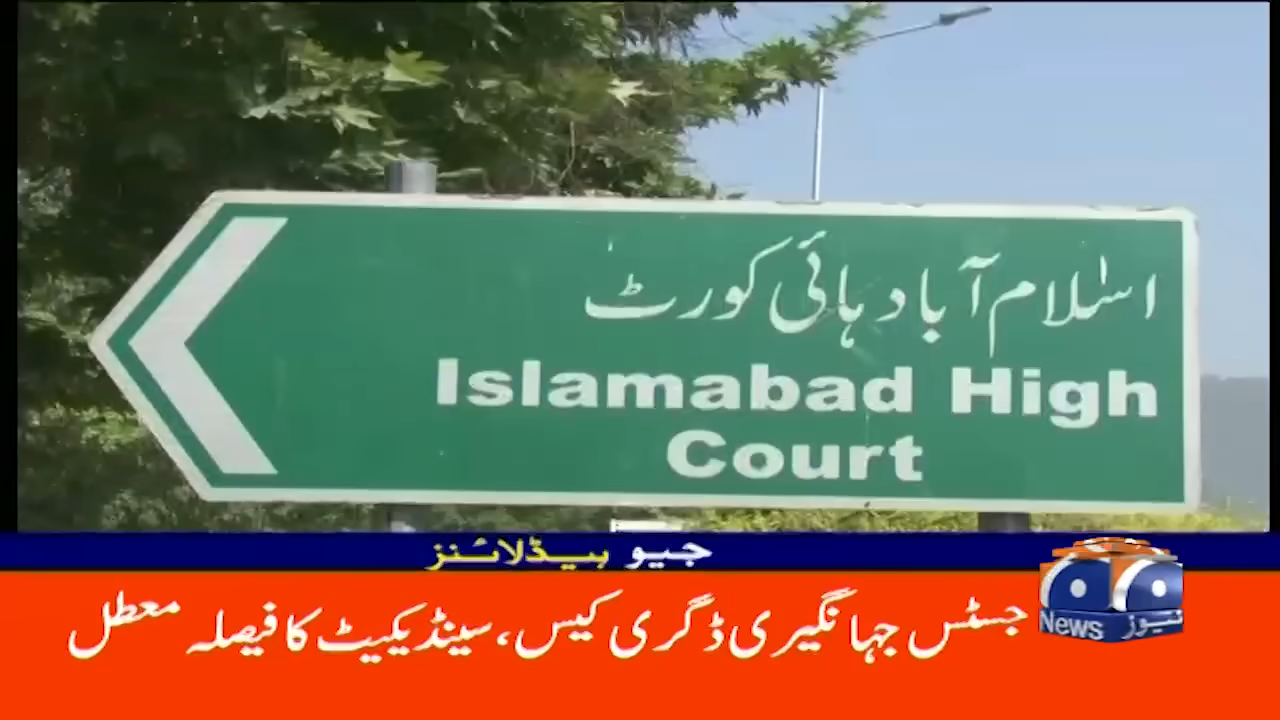 اسلام آباد ہائی کورٹ
Islamabad High
Court
جیو ہیڈلائنز
جسٹس جہانگیری ڈگری کیس، سینڈیکیٹ کا فیصلہ معطل
News نیوز